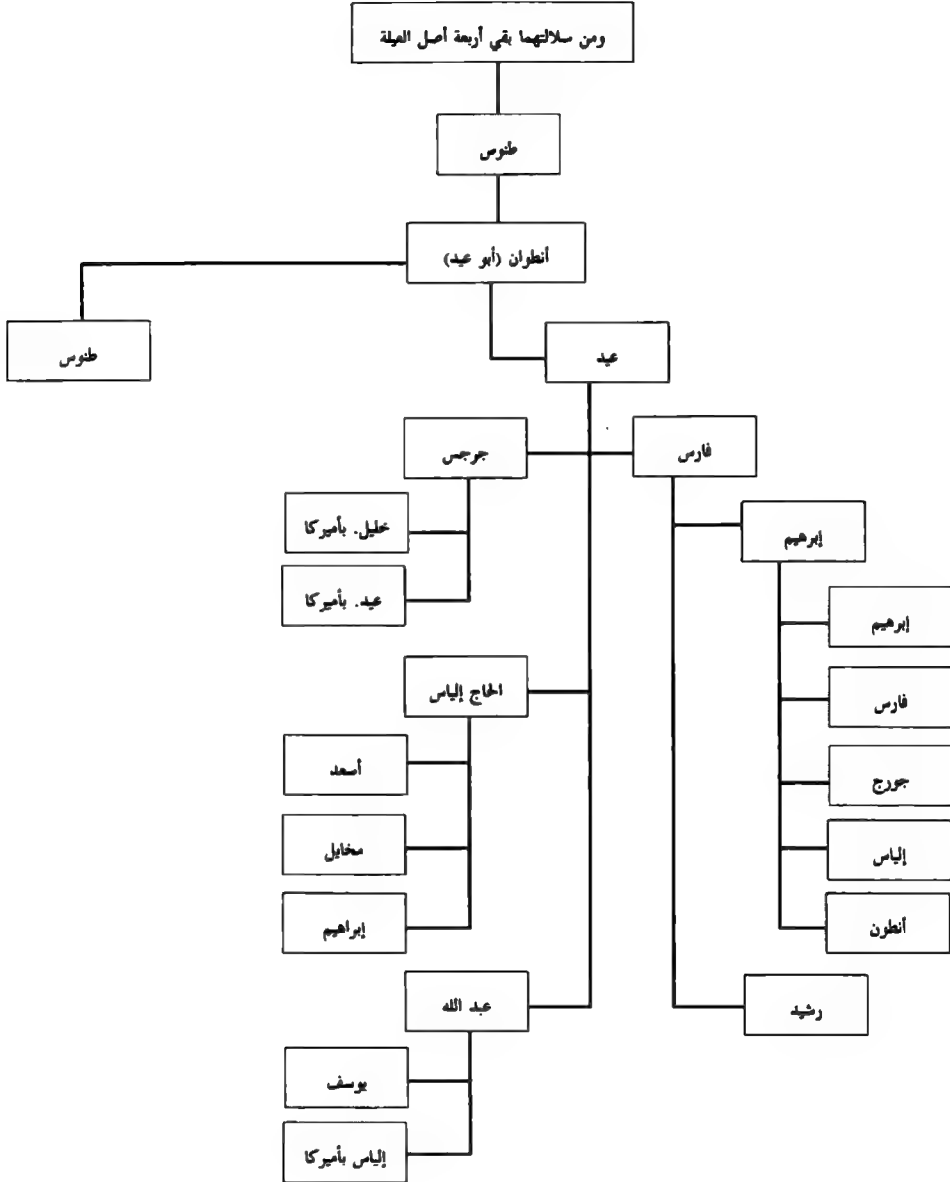 ومن سلالتهما بقي أربعة أصل العيلة
طنوس
أنطوان (أبو عيد)
طنوس
عيد
فارس
جرجس
إبرهيم
خليل. بأميركا
عيد. بأميركا
إبرهيم
فارس
جورج
إلياس
أنطون
الحاج إلياس
أسعد
مخايل
إبراهيم
رشيد
عبد الله
يوسف
إلياس بأميركا